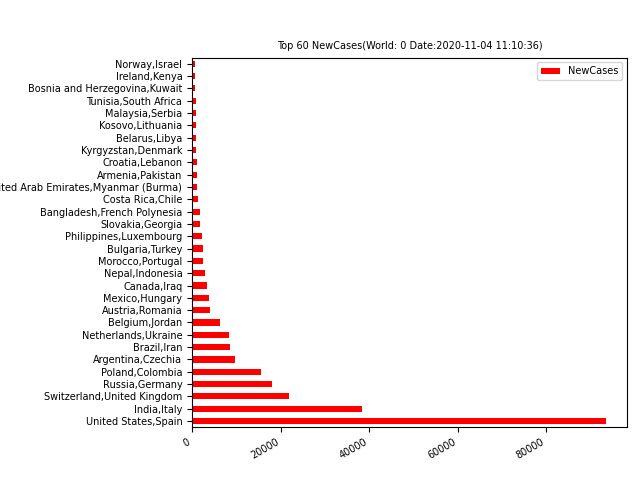 Top 60 NewCases(World: 0 Date:2020-11-04 11:10:36)
NewCases
Norway,Israel
Ireland,Kenya
Bosnia and Herzegovina,Kuwait
Tunisia,South Africa
Malaysia,Serbia
Kosovo,Lithuania
Belarus,Libya
Kyrgyzstan,Denmark
Croatia,Lebanon
Armenia,Pakistan
ted Arab Emirates,Myanmar (Burma)
Costa Rica,Chile
Bangladesh,French Polynesia
Slovakia,Georgia
Philippines,Luxembourg
Bulgaria,Turkey
Morocco,Portugal
Nepal,Indonesia
Canada,Iraq
Mexico,Hungary
Austria,Romania
Belgium,Jordan
Netherlands,Ukraine
Brazil,Iran
Argentina,Czechia
Poland,Colombia
Russia,Germany
Switzerland,United Kingdom
India,Italy
United States,Spain
0 20000 40000 60000 80000